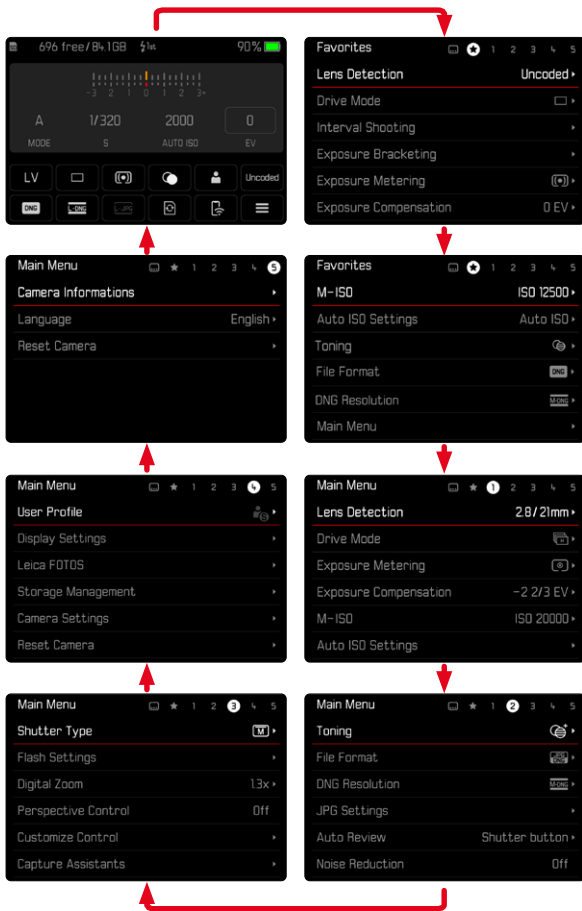 696 free/84.1GB 1st 90%
-3 2 1 0 1 2 3+
A 1/320 2000 0
MODE S AUTO ISO EV
LV Uncoded
DNG L-DNG L-JPG
Favorites 1 2 3 4 5
Lens Detection Uncoded
Drive Mode
Interval Shooting
Exposure Bracketing
Exposure Metering
Exposure Compensation 0 EV
Favorites 1 2 3 4 5
M-ISO ISO 12500
Auto ISO Settings Auto ISO
Toning
File Format DNG
DNG Resolution M-DNG
Main Menu
Main Menu 1 2 3 4 5
Lens Detection 2.8/21mm
Drive Mode H
Exposure Metering
Exposure Compensation -2 2/3 EV
M-ISO ISO 20000
Auto ISO Settings
Main Menu 1 2 3 4 5
Toning
File Format JPG DNG
DNG Resolution M-DNG
JPG Settings
Auto Review Shutter button
Noise Reduction Off
Main Menu 1 2 3 4 5
Shutter Type M
Flash Settings
Digital Zoom 1.3x
Perspective Control Off
Customize Control
Capture Assistants
Main Menu 1 2 3 4 5
User Profile
Display Settings
Leica FOTOS
Storage Management
Camera Settings
Reset Camera
Main Menu 1 2 3 4 5
Camera Informations
Language English
Reset Camera